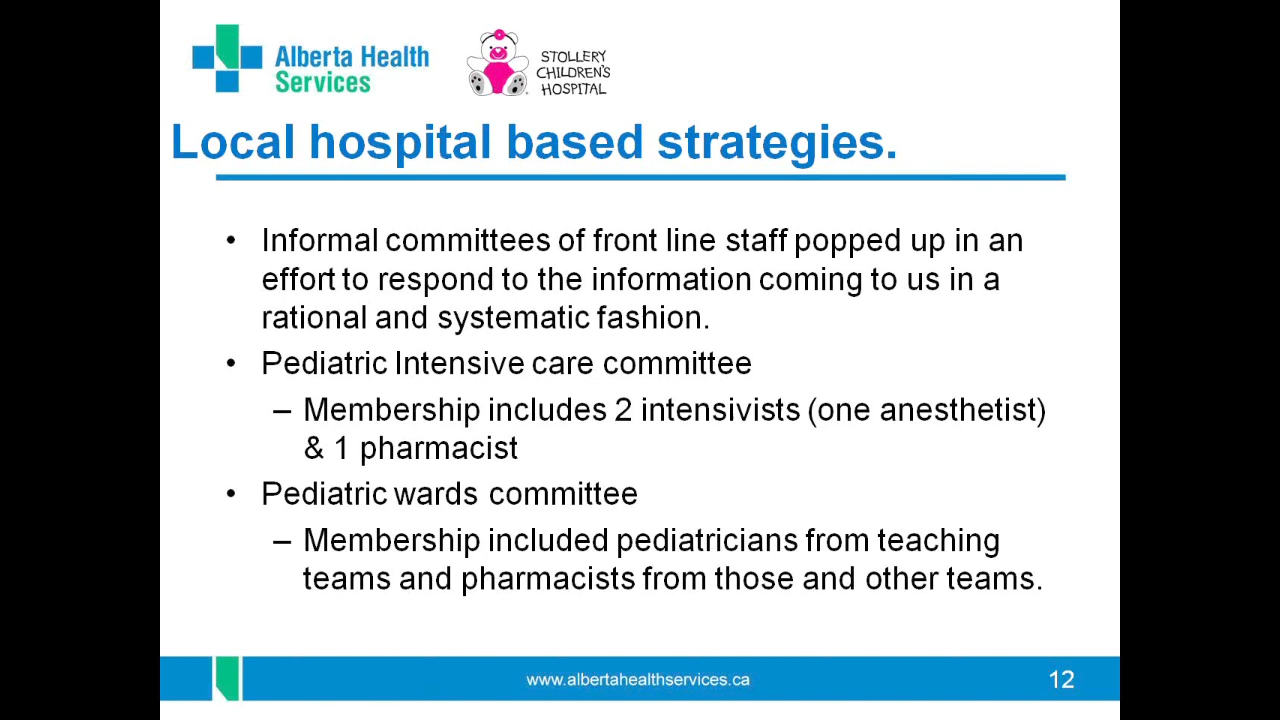 Alberta Health
Services
STOLLERY
CHILDREN'S
HOSPITAL
Local hospital based strategies.
• Informal committees of front line staff popped up in an
effort to respond to the information coming to us in a
rational and systematic fashion.
• Pediatric Intensive care committee
– Membership includes 2 intensivists (one anesthetist)
& 1 pharmacist
• Pediatric wards committee
– Membership included pediatricians from teaching
teams and pharmacists from those and other teams.
www.albertahealthservices.ca
12